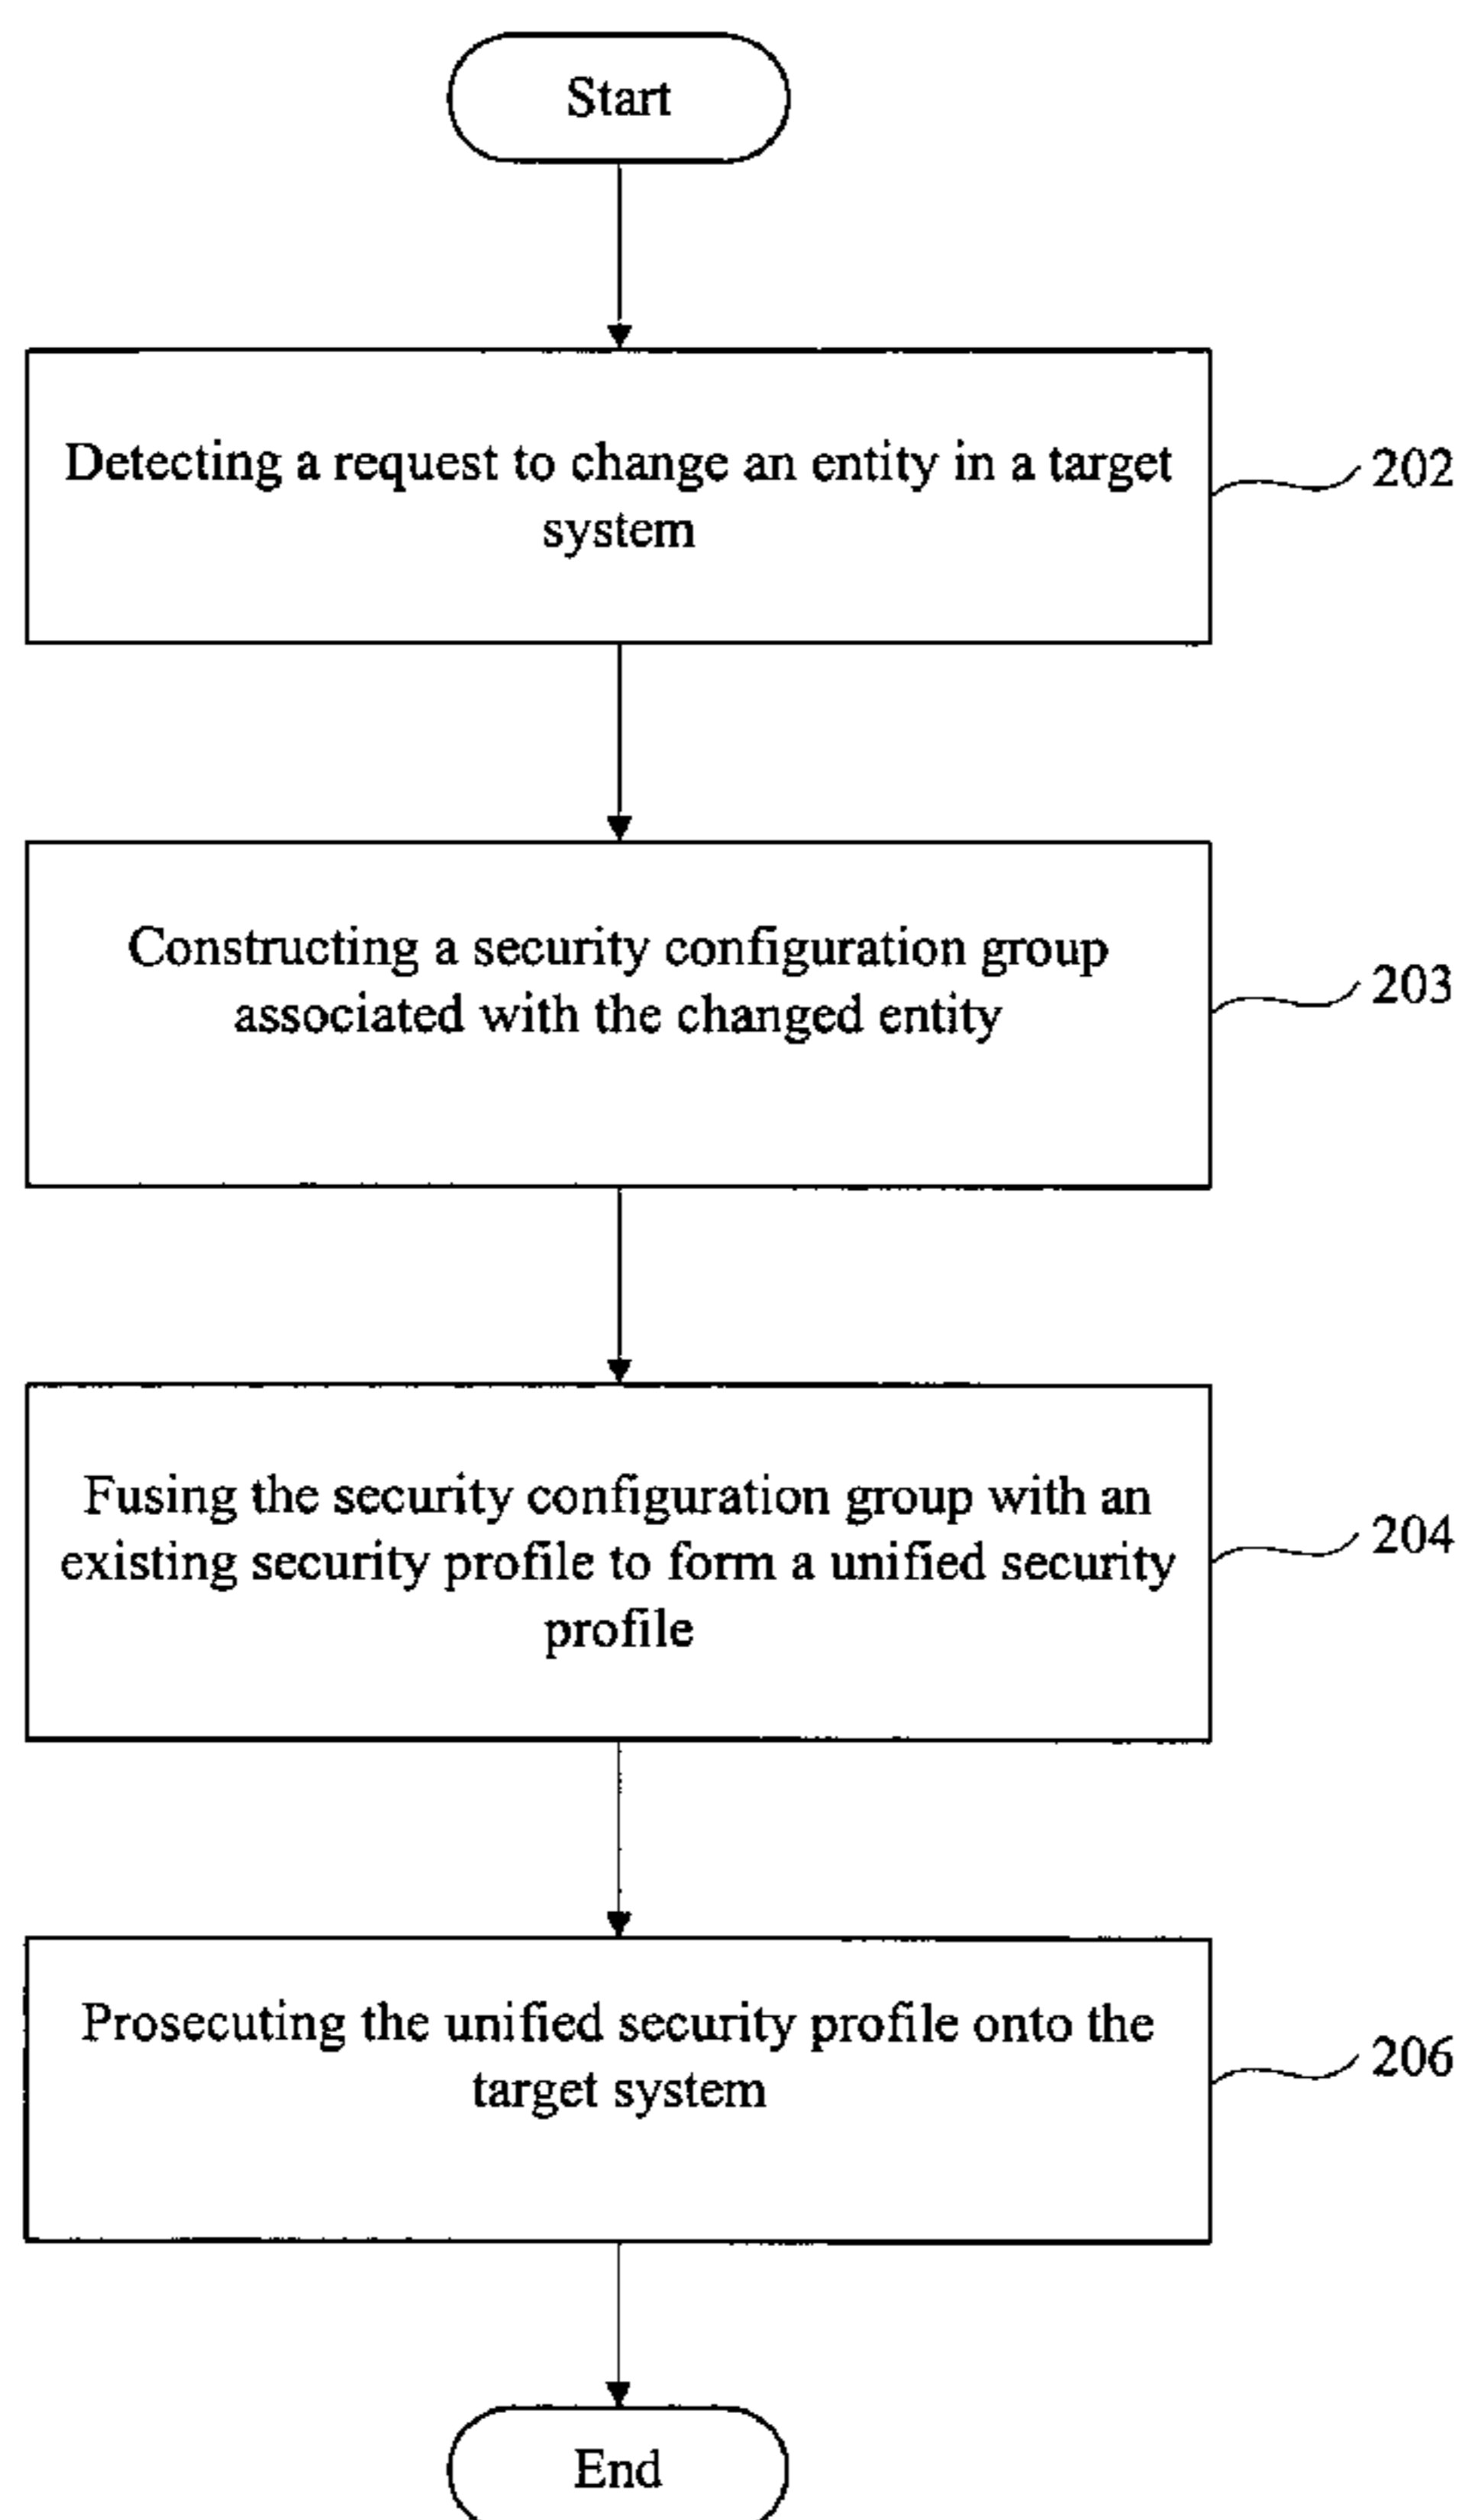 Start
Detecting a request to change an entity in a target
system
202
Constructing a security configuration group
associated with the changed entity
203
Fusing the security configuration group with an
existing security profile to form a unified security
profile
204
Prosecuting the unified security profile onto the
target system
206
End